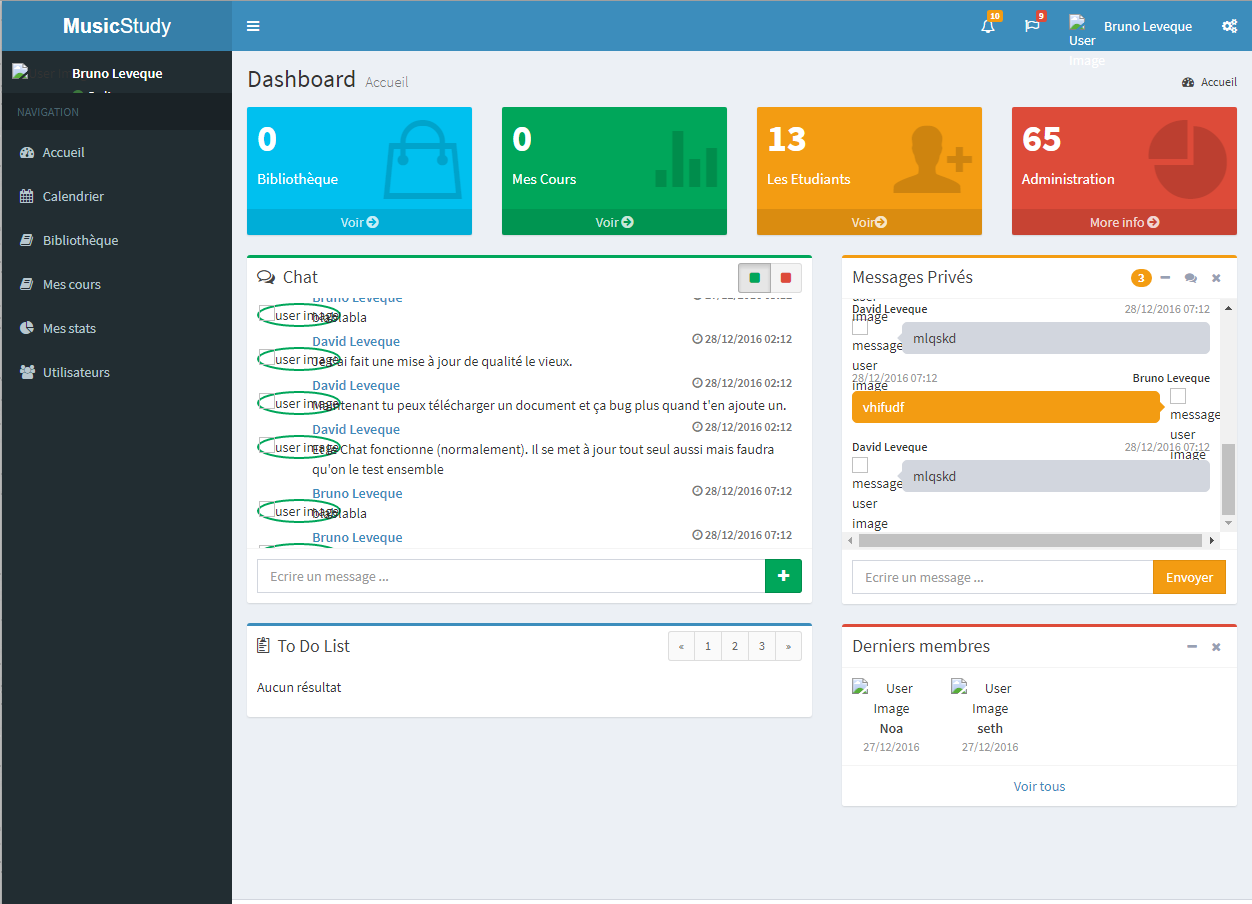 MusicStudy
10
9
User Image
Bruno Leveque
Bruno Leveque
NAVIGATION
Accueil
Calendrier
Bibliothèque
Mes cours
Mes stats
Utilisateurs
Dashboard Accueil
Accueil
0
Bibliothèque
Voir
0
Mes Cours
Voir
13
Les Etudiants
Voir
65
Administration
More info
Chat
Bruno Leveque
user image
blablabla
David Leveque 28/12/2016 02:12
user image
fait une mise à jour de qualité le vieux.
David Leveque 28/12/2016 02:12
user image
Maintenant tu peux télécharger un document et ça bug plus quand t'en ajoute un.
David Leveque 28/12/2016 02:12
user image
Et le Chat fonctionne (normalement). Il se met à jour tout seul aussi mais faudra
qu'on le test ensemble
Bruno Leveque 28/12/2016 07:12
user image
blablabla
Bruno Leveque 28/12/2016 07:12
Ecrire un message ...
Messages Privés
3
user
image
David Leveque 28/12/2016 07:12
message
user
image
mlqskd
28/12/2016 07:12 Bruno Leveque
vhifudf
message
user
image
David Leveque 28/12/2016 07:12
message
user
image
mlqskd
Ecrire un message ...
Envoyer
To Do List
« 1 2 3 »
Aucun résultat
Derniers membres
User
Image
Noa
27/12/2016
User
Image
seth
27/12/2016
Voir tous